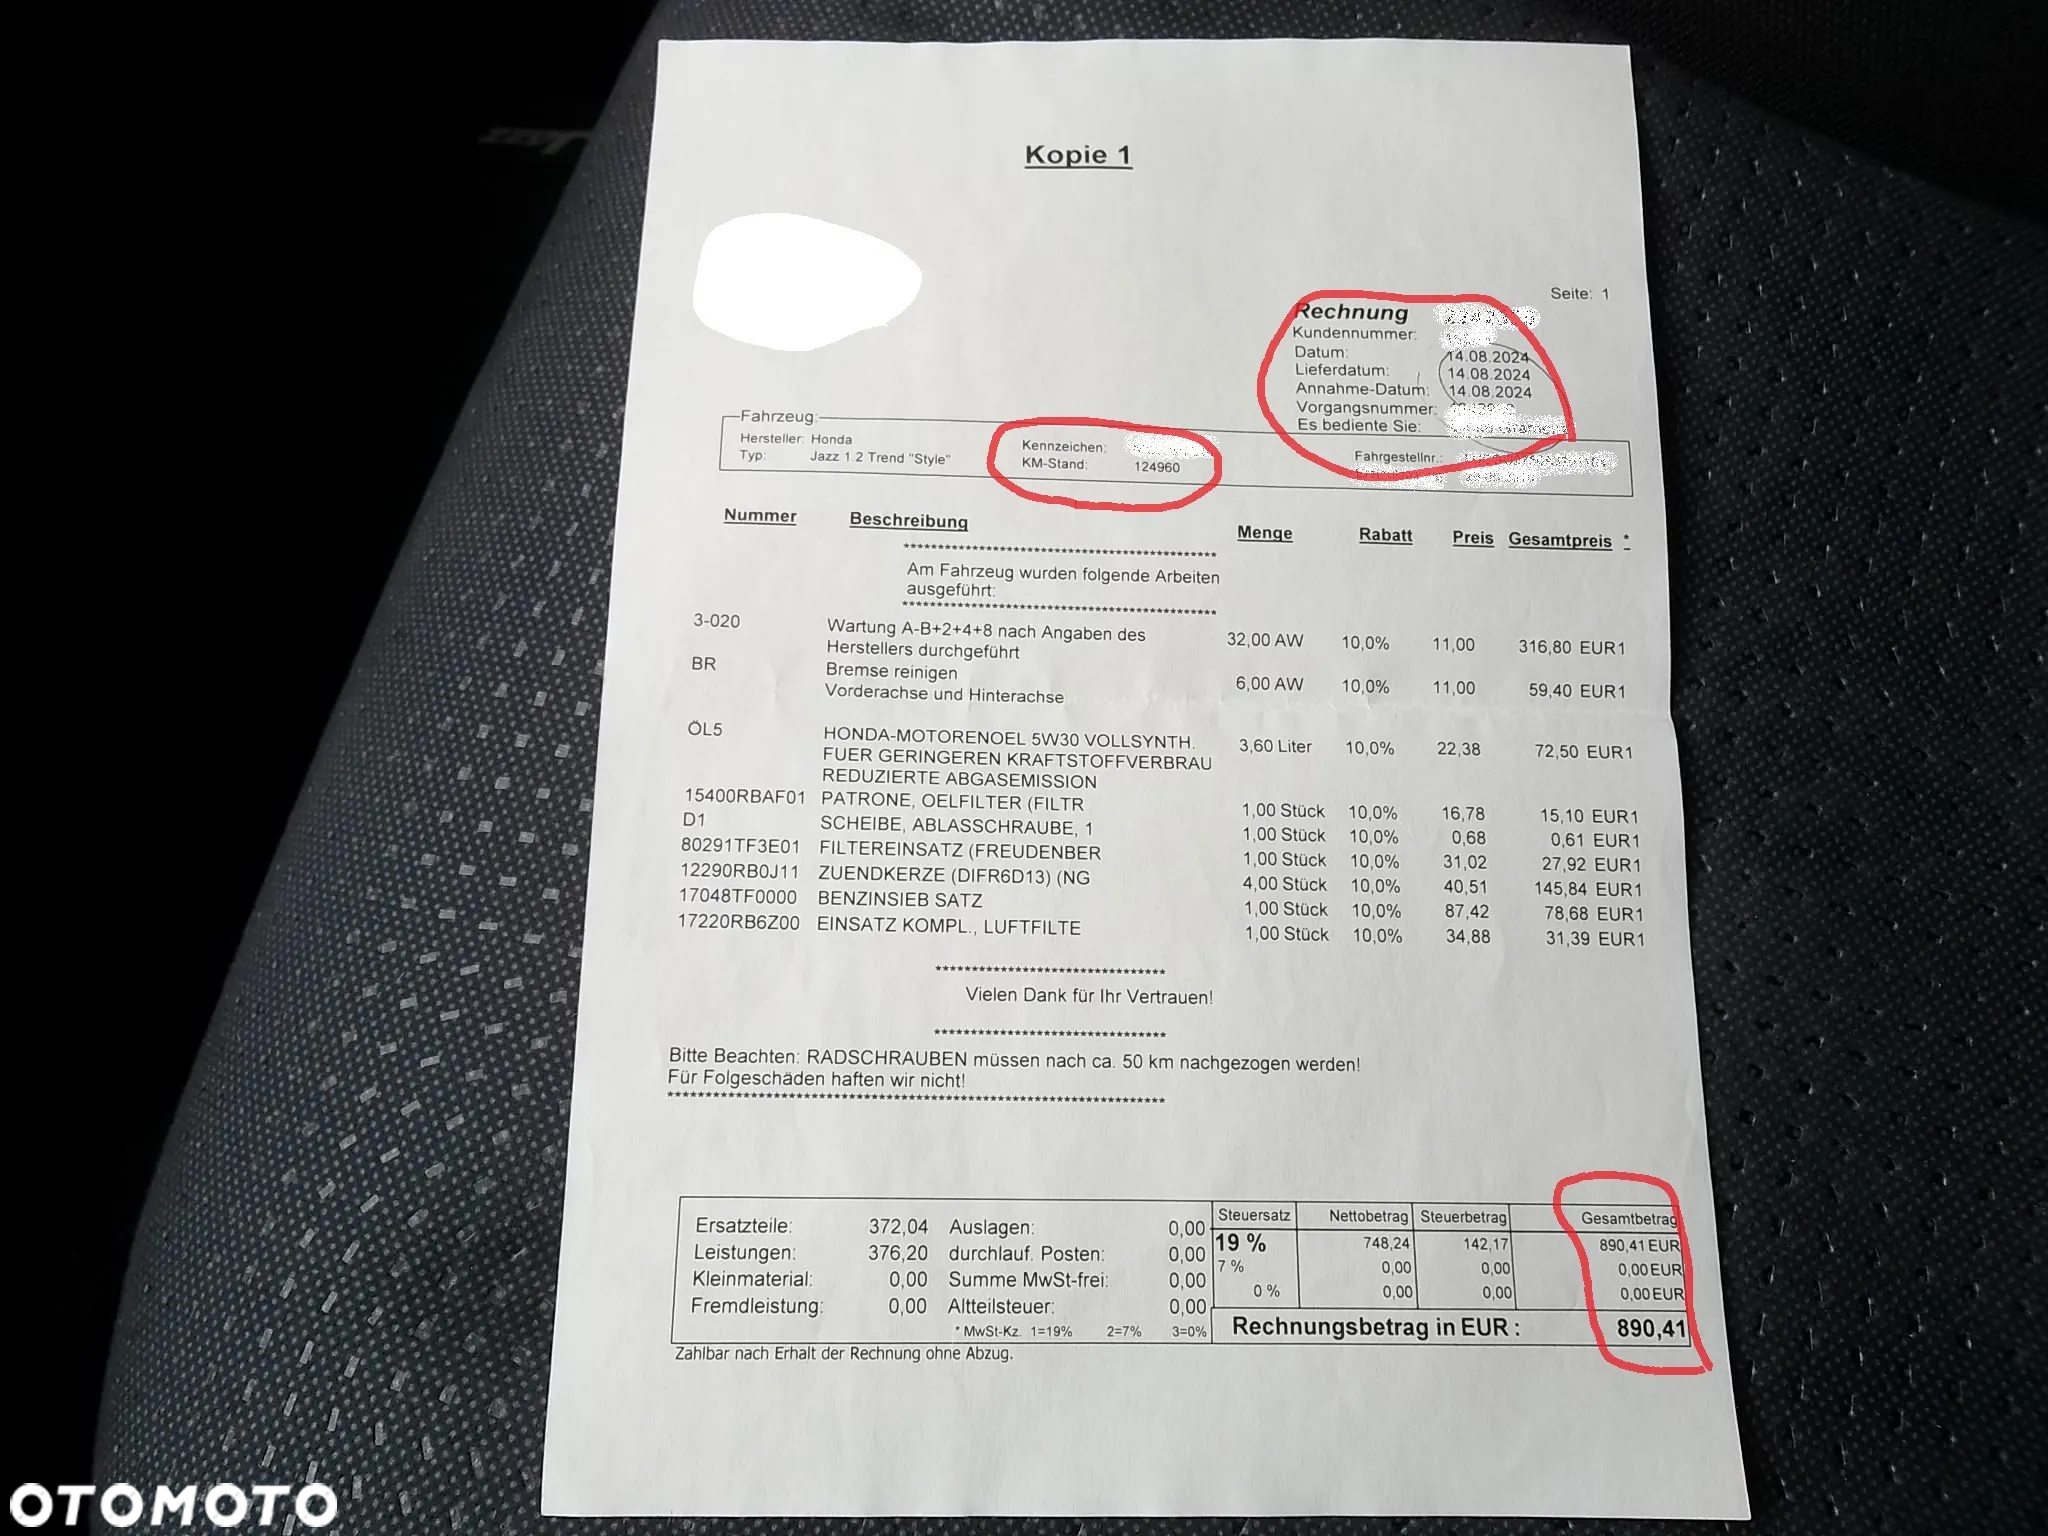 Jazz
Kopie 1
Seite: 1
Rechnung
Kundennummer:
Datum: 14.08.2024
Lieferdatum: 14.08.2024
Annahme-Datum: 14.08.2024
Vorgangsnummer:
Es bediente Sie:
Fahrzeug:
Hersteller: Honda Kennzeichen:
Typ: Jazz 1.2 Trend "Style" KM-Stand: 124960 Fahrgestellnr.:
Nummer Beschreibung Menge Rabatt Preis Gesamtpreis *
*******************************************
Am Fahrzeug wurden folgende Arbeiten
ausgeführt:
*******************************************
3-020 Wartung A-B+2+4+8 nach Angaben des 32,00 AW 10,0% 11,00 316,80 EUR1
Herstellers durchgeführt
BR Bremse reinigen 6,00 AW 10,0% 11,00 59,40 EUR1
Vorderachse und Hinterachse
ÖL5 HONDA-MOTORENOEL 5W30 VOLLSYNTH. 3,60 Liter 10,0% 22,38 72,50 EUR1
FUER GERINGEREN KRAFTSTOFFVERBRAU
REDUZIERTE ABGASEMISSION
15400RBAF01 PATRONE, OELFILTER (FILTR 1,00 Stück 10,0% 16,78 15,10 EUR1
D1 SCHEIBE, ABLASSCHRAUBE, 1 1,00 Stück 10,0% 0,68 0,61 EUR1
80291TF3E01 FILTEREINSATZ (FREUDENBER 1,00 Stück 10,0% 31,02 27,92 EUR1
12290RB0J11 ZUENDKERZE (DIFR6D13) (NG 4,00 Stück 10,0% 40,51 145,84 EUR1
17048TF0000 BENZINSIEB SATZ 1,00 Stück 10,0% 87,42 78,68 EUR1
17220RB6Z00 EINSATZ KOMPL., LUFTFILTE 1,00 Stück 10,0% 34,88 31,39 EUR1
********************************
Vielen Dank für Ihr Vertrauen!
********************************
Bitte Beachten: RADSCHRAUBEN müssen nach ca. 50 km nachgezogen werden!
Für Folgeschäden haften wir nicht!
*********************************************************************
Steuersatz Nettobetrag Steuerbetrag Gesamtbetrag
Ersatzteile: 372,04 Auslagen: 0,00 19 % 748,24 142,17 890,41 EUR
Leistungen: 376,20 durchlauf. Posten: 0,00 7 % 0,00 0,00 0,00 EUR
Kleinmaterial: 0,00 Summe MwSt-frei: 0,00 0 % 0,00 0,00 0,00 EUR
Fremdleistung: 0,00 Altteilsteuer: 0,00
* MwSt-Kz. 1=19% 2=7% 3=0% Rechnungsbetrag in EUR : 890,41
Zahlbar nach Erhalt der Rechnung ohne Abzug.
OTOMOTO